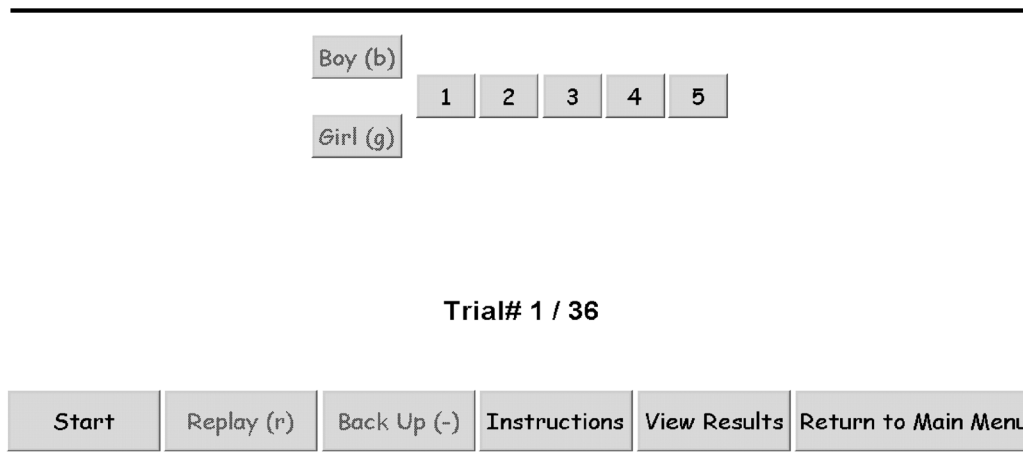 Boy (b)
1 2 3 4 5
Girl (g)
Trial# 1 / 36
Start Replay (r) Back Up (-) Instructions View Results Return to Main Menu